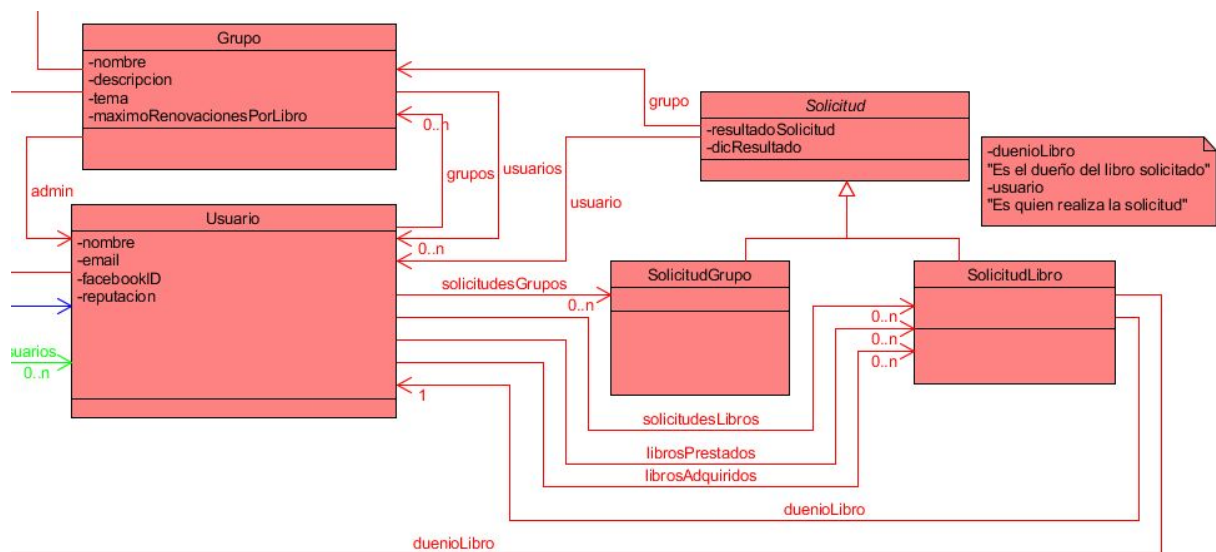 Grupo
-nombre
-descripcion
-tema
-maximoRenovacionesPorLibro
grupo
Solicitud
-resultadoSolicitud
-dicResultado
-duenioLibro
"Es el dueño del libro solicitado"
-usuario
"Es quien realiza la solicitud"
0..n
grupos
usuarios
usuario
admin
0..n
Usuario
-nombre
-email
-facebookID
-reputacion
solicitudesGrupos
0..n
SolicitudGrupo
SolicitudLibro
0..n
0..n
0..n
suarios
0..n
1
solicitudesLibros
librosPrestados
librosAdquiridos
duenioLibro
duenioLibro